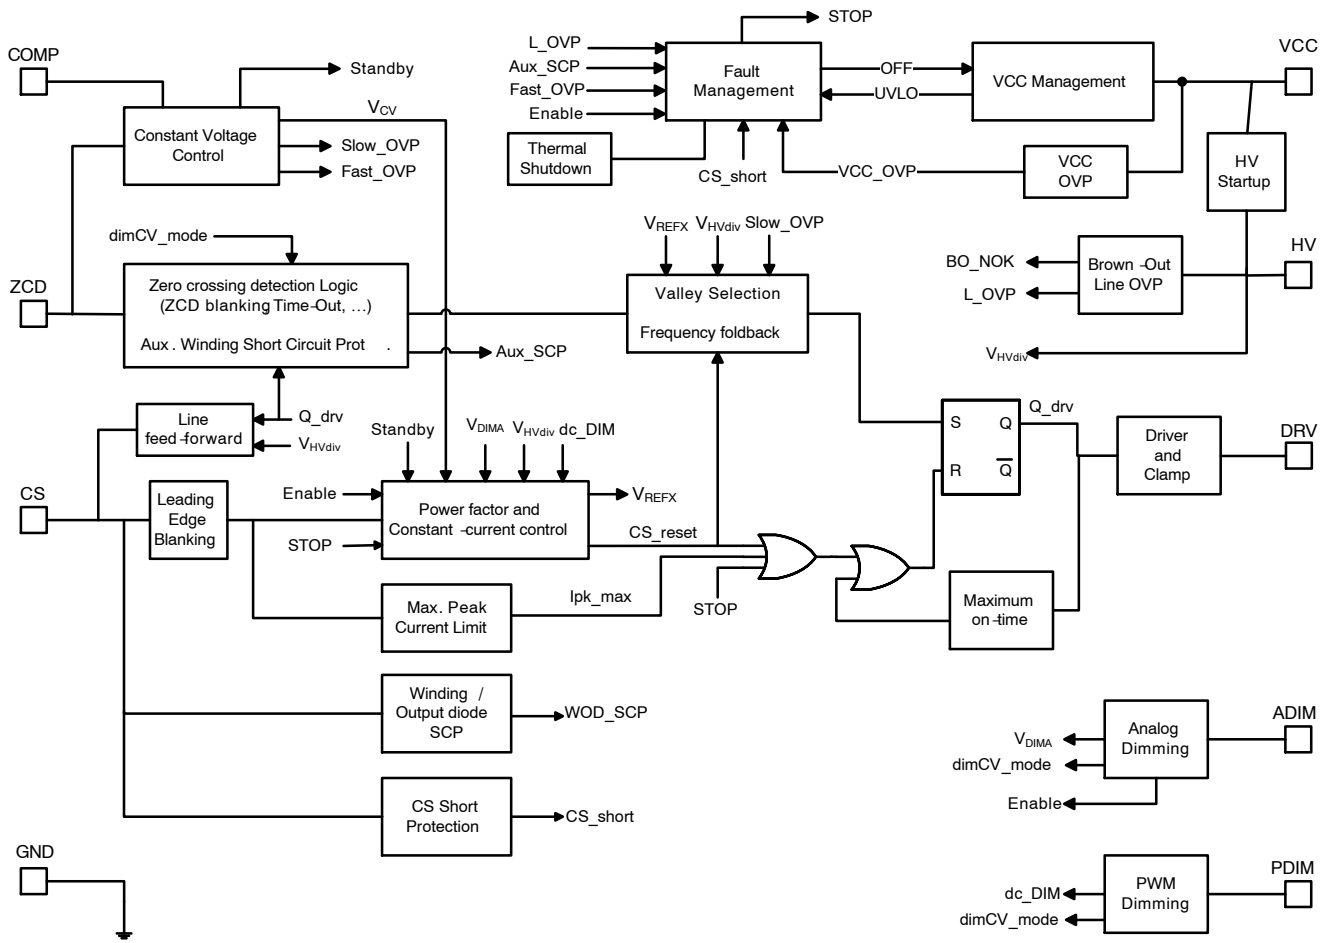 STOP
COMP
L_OVP
VCC
Standby
Aux_SCP
Fault
Management
OFF
VCC Management
Fast_OVP
UVLO
VCV
Enable
Constant Voltage
Control
Slow_OVP
Fast_OVP
Thermal
Shutdown
CS_short
VCC_OVP
VCC
OVP
HV
Startup
dimCV_mode
VREFX
VHVdiv
Slow_OVP
HV
BO_NOK
Brown -Out
Line OVP
L_OVP
ZCD
Zero crossing detection Logic
(ZCD blanking, Time-Out, ...)
Aux . Winding Short Circuit Prot .
Aux_SCP
Valley Selection
Frequency foldback
VHVdiv
Line
feed -forward
Q_drv
VHVdiv
Standby
VDIMA
VHVdiv
dc_DIM
S
Q
R
Q
Q_drv
Driver
and
Clamp
DRV
CS
Leading
Edge
Blanking
Enable
STOP
Power factor and
Constant -current control
VREFX
CS_reset
Max. Peak
Current Limit
Ipk_max
STOP
Maximum
on -time
Winding /
Output diode
SCP
WOD_SCP
ADIM
VDIMA
dimCV_mode
Enable
Analog
Dimming
CS Short
Protection
CS_short
GND
PDIM
dc_DIM
dimCV_mode
PWM
Dimming